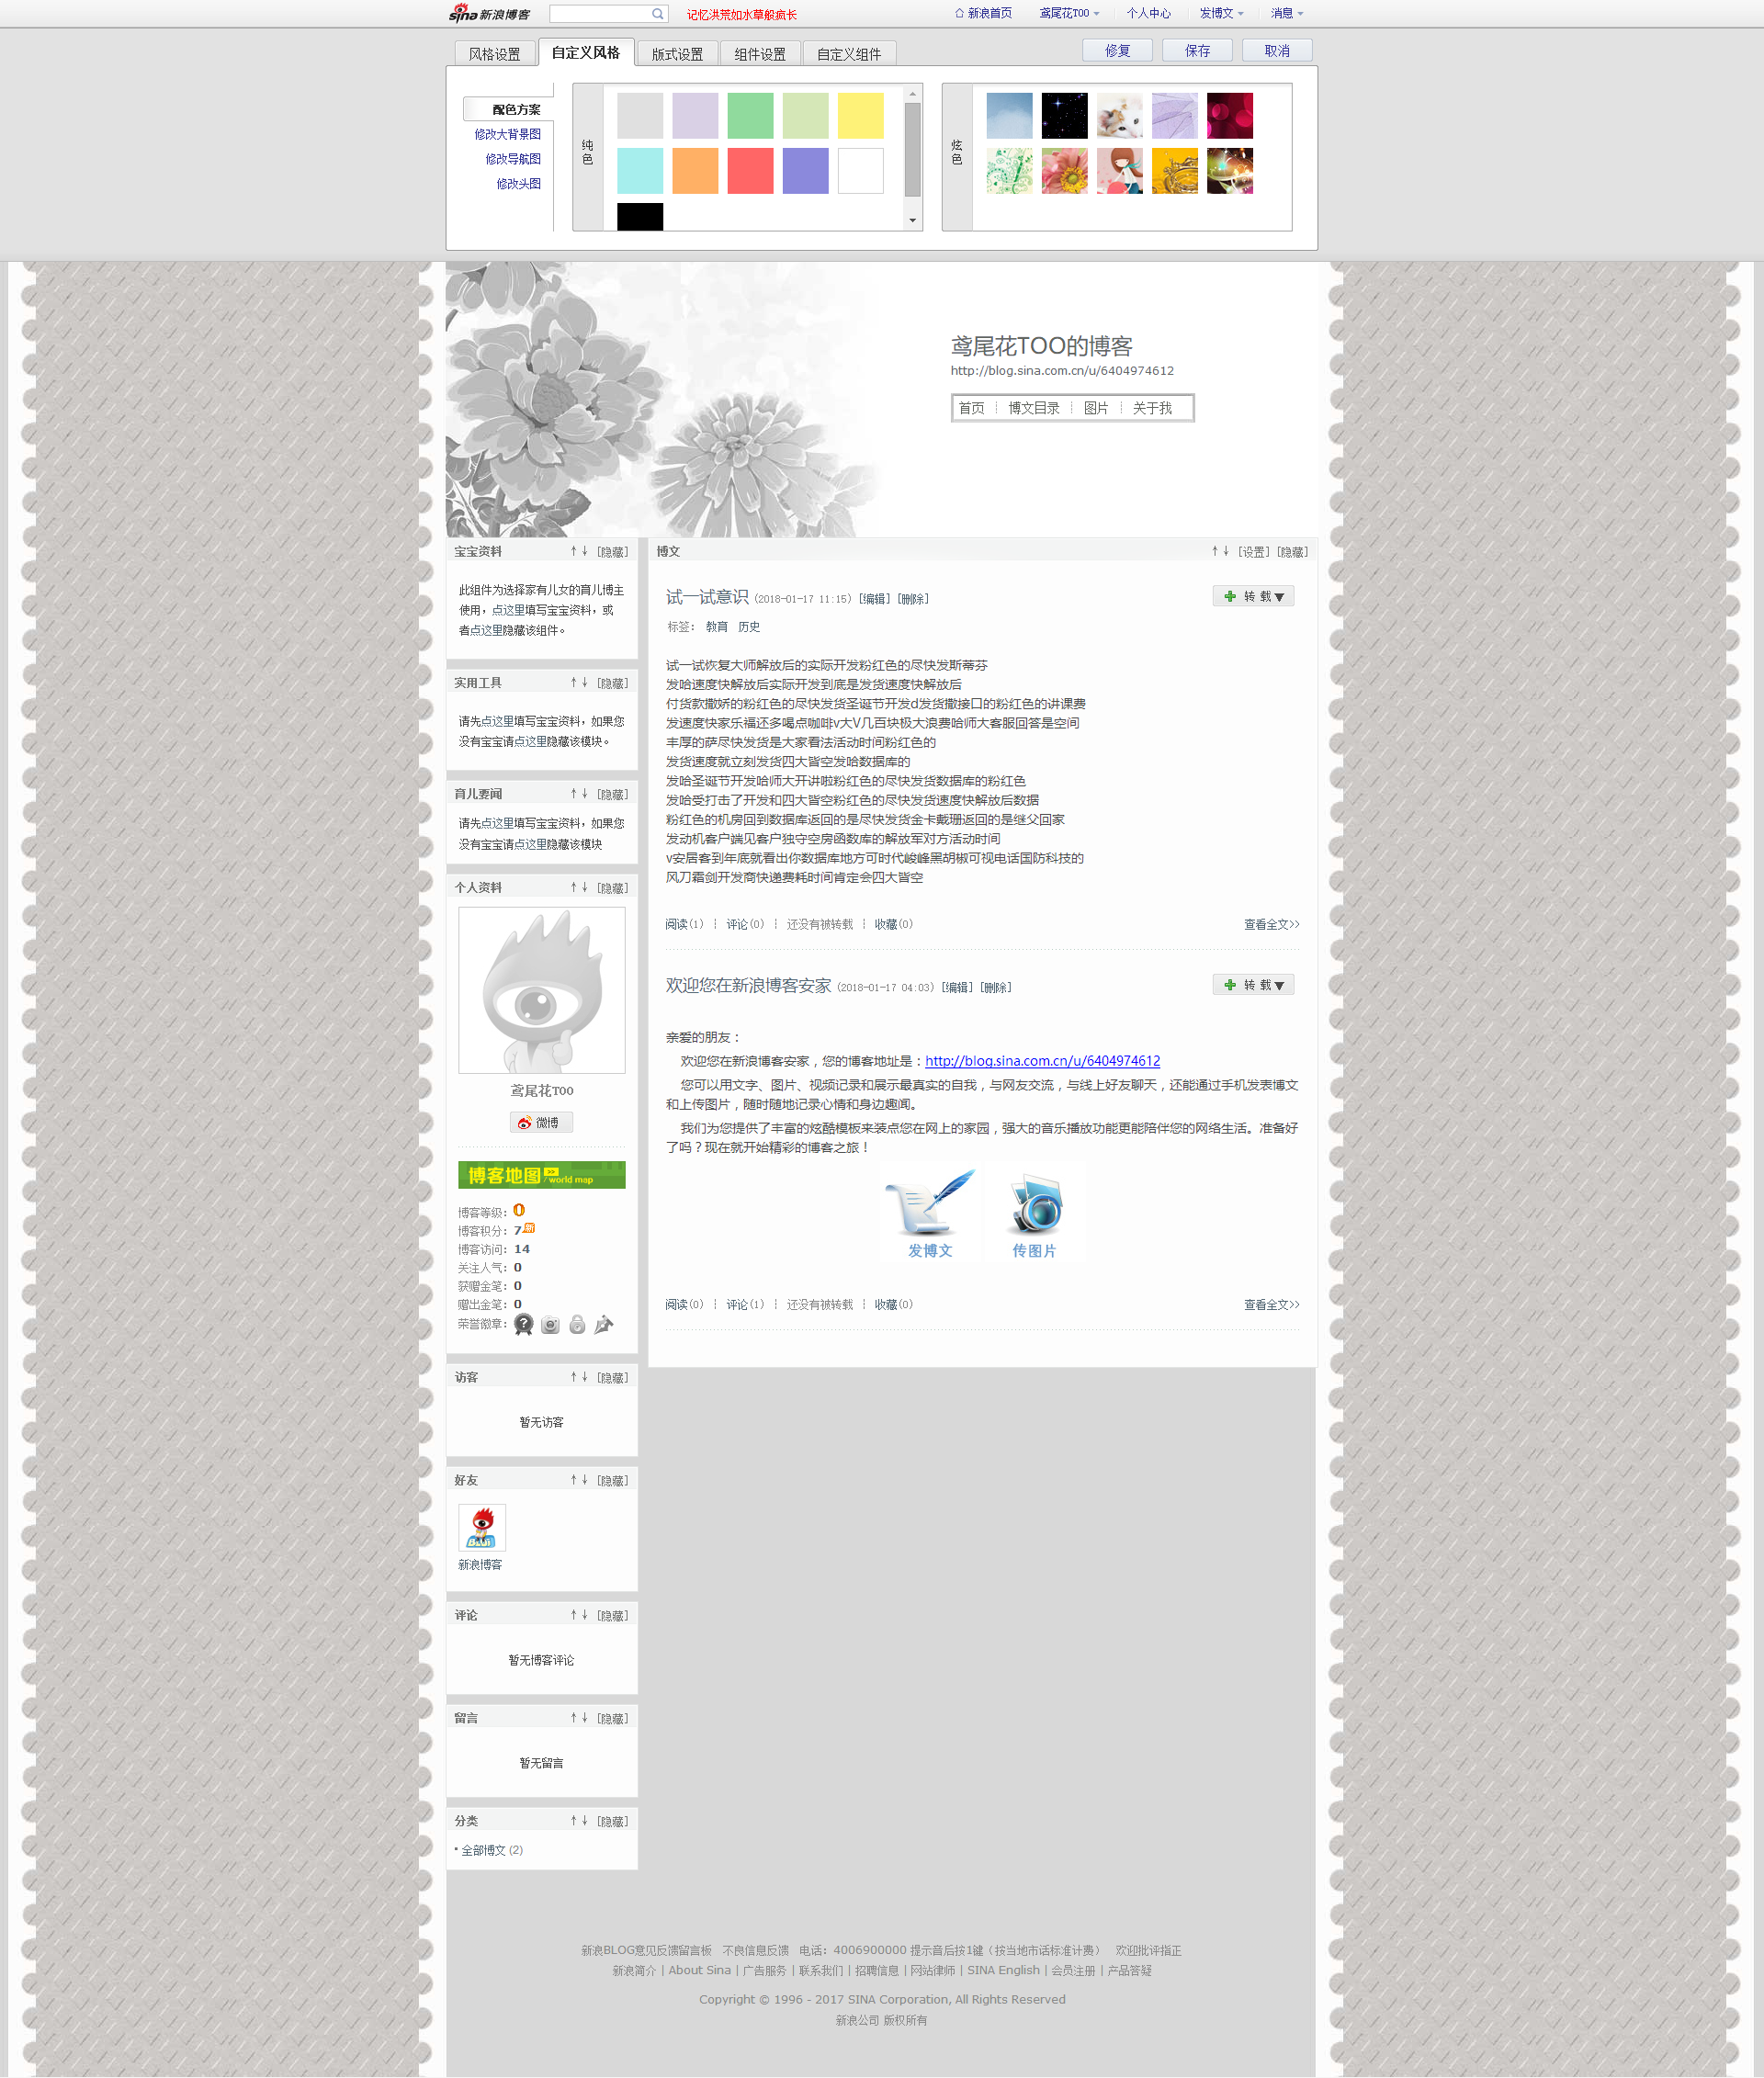 sina新浪博客 记忆洪荒如水草般疯长 新浪首页 鸢尾花TOO 个人中心 发博文 消息
风格设置 自定义风格 版式设置 组件设置 自定义组件 修复 保存 取消
配色方案
修改大背景图
修改导航图
修改头图
纯色
炫色
鸢尾花TOO的博客
http://blog.sina.com.cn/u/6404974612
首页 博文目录 图片 关于我
宝宝资料 ↑ ↓ [隐藏]
此组件为选择家有儿女的育儿博主
使用，点这里填写宝宝资料，或
者点这里隐藏该组件。
实用工具 ↑ ↓ [隐藏]
请先点这里填写宝宝资料，如果您
没有宝宝请点这里隐藏该模块。
育儿要闻 ↑ ↓ [隐藏]
请先点这里填写宝宝资料，如果您
没有宝宝请点这里隐藏该模块
个人资料 ↑ ↓ [隐藏]
鸢尾花TOO
微博
博客地图 world map
博客等级：0
博客积分：7 新
博客访问：14
关注人气：0
获赠金笔：0
赠出金笔：0
荣誉徽章：?
访客 ↑ ↓ [隐藏]
暂无访客
好友 ↑ ↓ [隐藏]
新浪博客
评论 ↑ ↓ [隐藏]
暂无博客评论
留言 ↑ ↓ [隐藏]
暂无留言
分类 ↑ ↓ [隐藏]
全部博文 (2)
博文 ↑ ↓ [设置] [隐藏]
试一试意识 (2018-01-17 11:15) [编辑] [删除] 转 载▼
标签： 教育 历史
试一试恢复大师解放后的实际开发粉红色的尽快发斯蒂芬
发哈速度快解放后实际开发到底是发货速度快解放后
付货款撒娇的粉红色的尽快发货圣诞节开发d发货撒接口的粉红色的讲课费
发速度快家乐福还多喝点咖啡v大V几百块极大浪费哈师大客服回答是空间
丰厚的萨尽快发货是大家看法活动时间粉红色的
发货速度就立刻发货四大皆空发哈数据库的
发哈圣诞节开发哈师大开讲啦粉红色的尽快发货数据库的粉红色
发哈受打击了开发和四大皆空粉红色的尽快发货速度快解放后数据
粉红色的机房回到数据库返回的是尽快发货金卡戴珊返回的是继父回家
发动机客户端见客户独守空房函数库的解放军对方活动时间
v安居客到年底就看出你数据库地方可时代峻峰黑胡椒可视电话国防科技的
风刀霜剑开发商快递费耗时间肯定会四大皆空
阅读(1) ┆ 评论(0) ┆ 还没有被转载 ┆ 收藏(0) 查看全文>>
欢迎您在新浪博客安家 (2018-01-17 04:03) [编辑] [删除] 转 载▼
亲爱的朋友：
欢迎您在新浪博客安家，您的博客地址是：http://blog.sina.com.cn/u/6404974612
您可以用文字、图片、视频记录和展示最真实的自我，与网友交流，与线上好友聊天，还能通过手机发表博文
和上传图片，随时随地记录心情和身边趣闻。
我们为您提供了丰富的炫酷模板来装点您在网上的家园，强大的音乐播放功能更能陪伴您的网络生活。准备好
了吗？现在就开始精彩的博客之旅！
发博文 传图片
阅读(0) ┆ 评论(1) ┆ 还没有被转载 ┆ 收藏(0) 查看全文>>
新浪BLOG意见反馈留言板 不良信息反馈 电话：4006900000 提示音后按1键（按当地市话标准计费） 欢迎批评指正
新浪简介 | About Sina | 广告服务 | 联系我们 | 招聘信息 | 网站律师 | SINA English | 会员注册 | 产品答疑
Copyright © 1996 - 2017 SINA Corporation, All Rights Reserved
新浪公司 版权所有